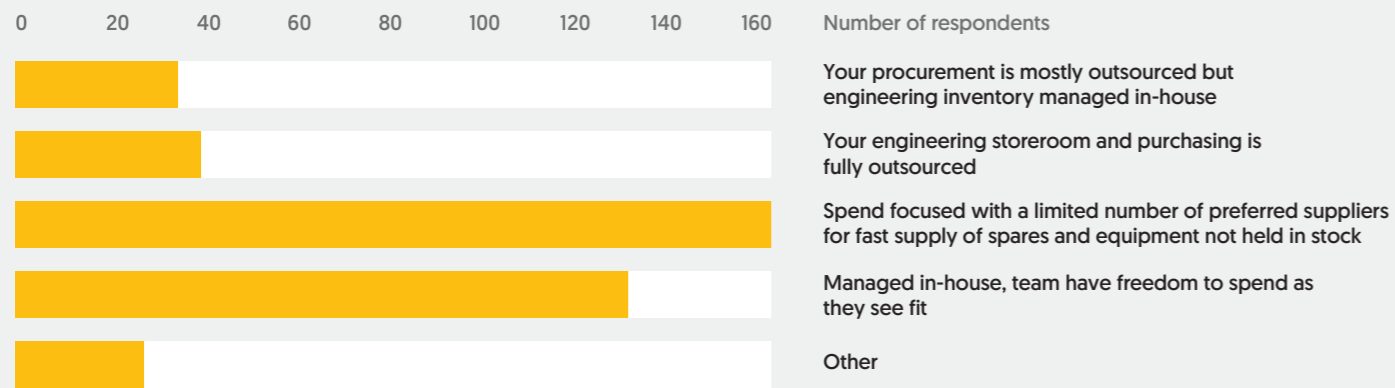 0 20 40 60 80 100 120 140 160 Number of respondents
Your procurement is mostly outsourced but
engineering inventory managed in-house
Your engineering storeroom and purchasing is
fully outsourced
Spend focused with a limited number of preferred suppliers
for fast supply of spares and equipment not held in stock
Managed in-house, team have freedom to spend as
they see fit
Other